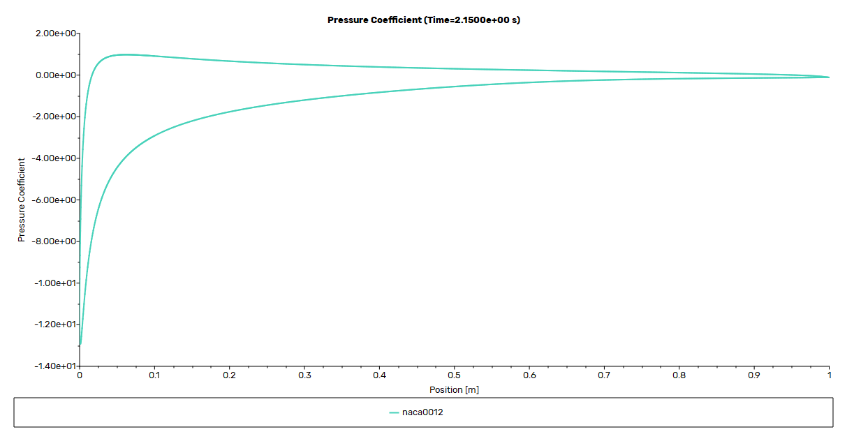 Pressure Coefficient (Time=2.1500e+00 s)
2.00e+00
0.00e+00
-2.00e+00
-4.00e+00
-6.00e+00
-8.00e+00
-1.00e+01
-1.20e+01
-1.40e+01
Pressure Coefficient
0 0.1 0.2 0.3 0.4 0.5 0.6 0.7 0.8 0.9 1
Position [m]
naca0012